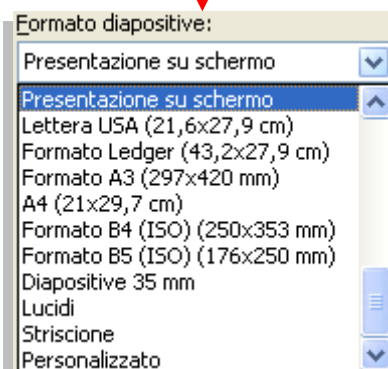 Formato diapositive:
Presentazione su schermo
Presentazione su schermo
Lettera USA (21,6x27,9 cm)
Formato Ledger (43,2x27,9 cm)
Formato A3 (297x420 mm)
A4 (21x29,7 cm)
Formato B4 (ISO) (250x353 mm)
Formato B5 (ISO) (176x250 mm)
Diapositive 35 mm
Lucidi
Striscione
Personalizzato